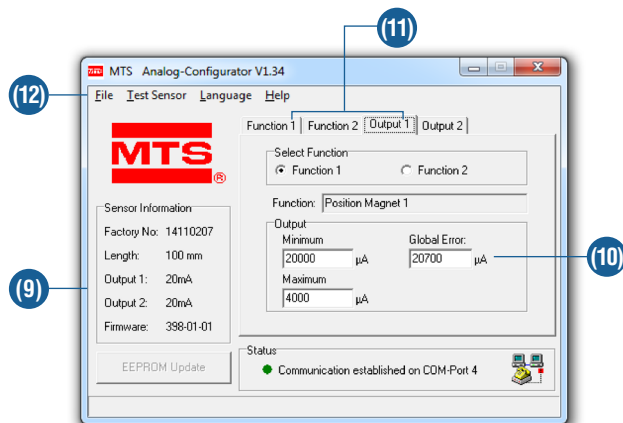 (11)
MTS Analog-Configurator V1.34
(12)
File Test Sensor Language Help
Function 1 Function 2 Output 1 Output 2
MTS®
Select Function
Function 1 Function 2
Function: Position Magnet 1
Sensor Information
Factory No: 14110207
Length: 100 mm
Output 1: 20mA
Output 2: 20mA
Firmware: 398-01-01
(9)
Output
Minimum Global Error:
20000 µA 20700 µA
(10)
Maximum
4000 µA
EEPROM Update
Status
Communication established on COM-Port 4